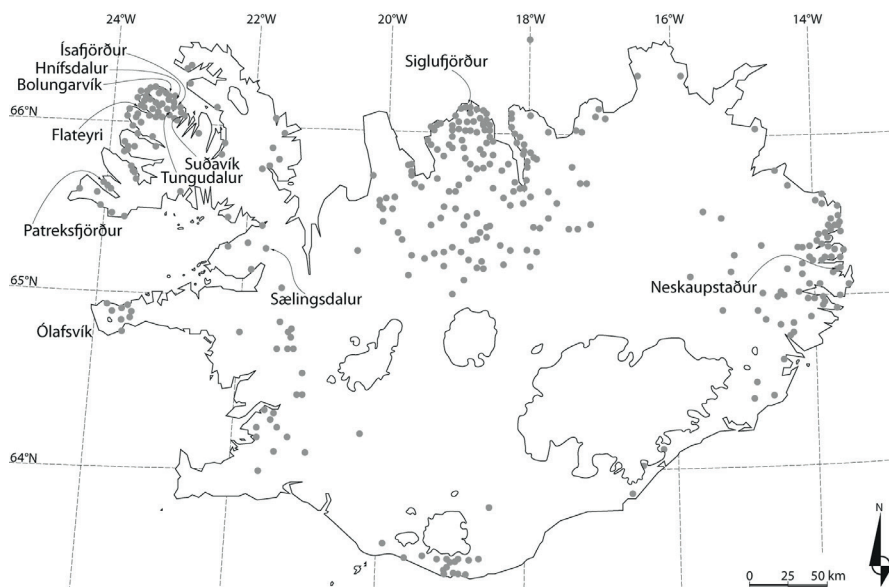 24°W 22°W 20°W 18°W 16°W 14°W
Ísafjörður
Hnífsdalur
Bolungarvík
Siglufjörður
66°N
Flateyri
Suðavík
Tungudalur
Patreksfjörður
65°N
Sælingsdalur
Neskaupstaður
Ólafsvík
64°N
N
0 25 50 km